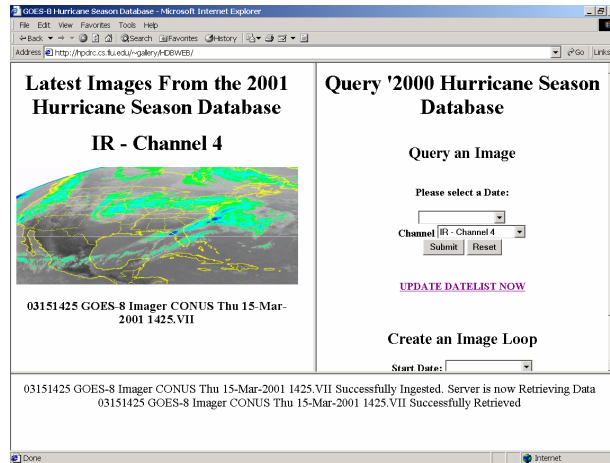 GOES-8 Hurricane Season Database - Microsoft Internet Explorer
File Edit View Favorites Tools Help
Back Search Favorites History
Address http://hpdrc.cs.fiu.edu/~gallery/HDBWEB/ Go Links
Latest Images From the 2001
Hurricane Season Database
IR - Channel 4
03151425 GOES-8 Imager CONUS Thu 15-Mar-
2001 1425.VII
Query '2000 Hurricane Season
Database
Query an Image
Please select a Date:
Channel IR - Channel 4
Submit Reset
UPDATE DATELIST NOW
Create an Image Loop
Start Date:
03151425 GOES-8 Imager CONUS Thu 15-Mar-2001 1425.VII Successfully Ingested. Server is now Retrieving Data
03151425 GOES-8 Imager CONUS Thu 15-Mar-2001 1425.VII Successfully Retrieved
Done Internet